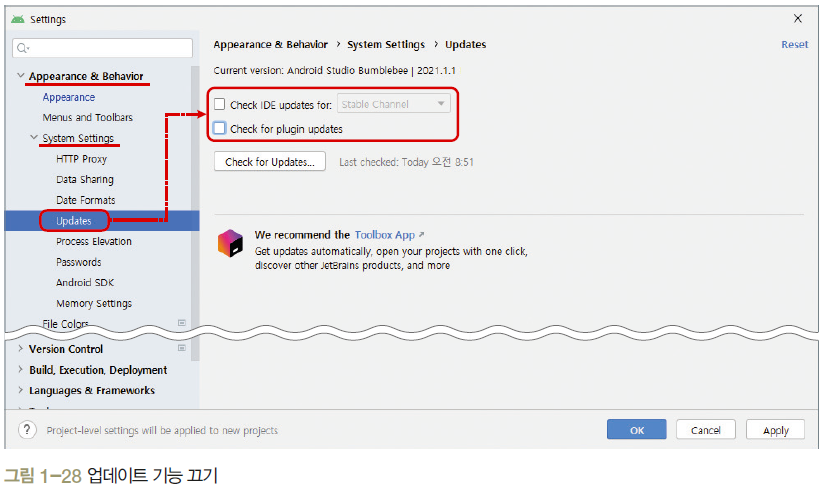 Settings
Appearance & Behavior
Appearance
Menus and Toolbars
System Settings
HTTP Proxy
Data Sharing
Date Formats
Updates
Process Elevation
Passwords
Android SDK
Memory Settings
File Colors
Version Control
Build, Execution, Deployment
Languages & Frameworks
Appearance & Behavior > System Settings > Updates
Reset
Current version: Android Studio Bumblebee | 2021.1.1
Check IDE updates for: Stable Channel
Check for plugin updates
Check for Updates... Last checked: Today 오전 8:51
We recommend the Toolbox App ↗
Get updates automatically, open your projects with one click,
discover other JetBrains products, and more
? Project-level settings will be applied to new projects
OK Cancel Apply
그림 1-28 업데이트 기능 끄기